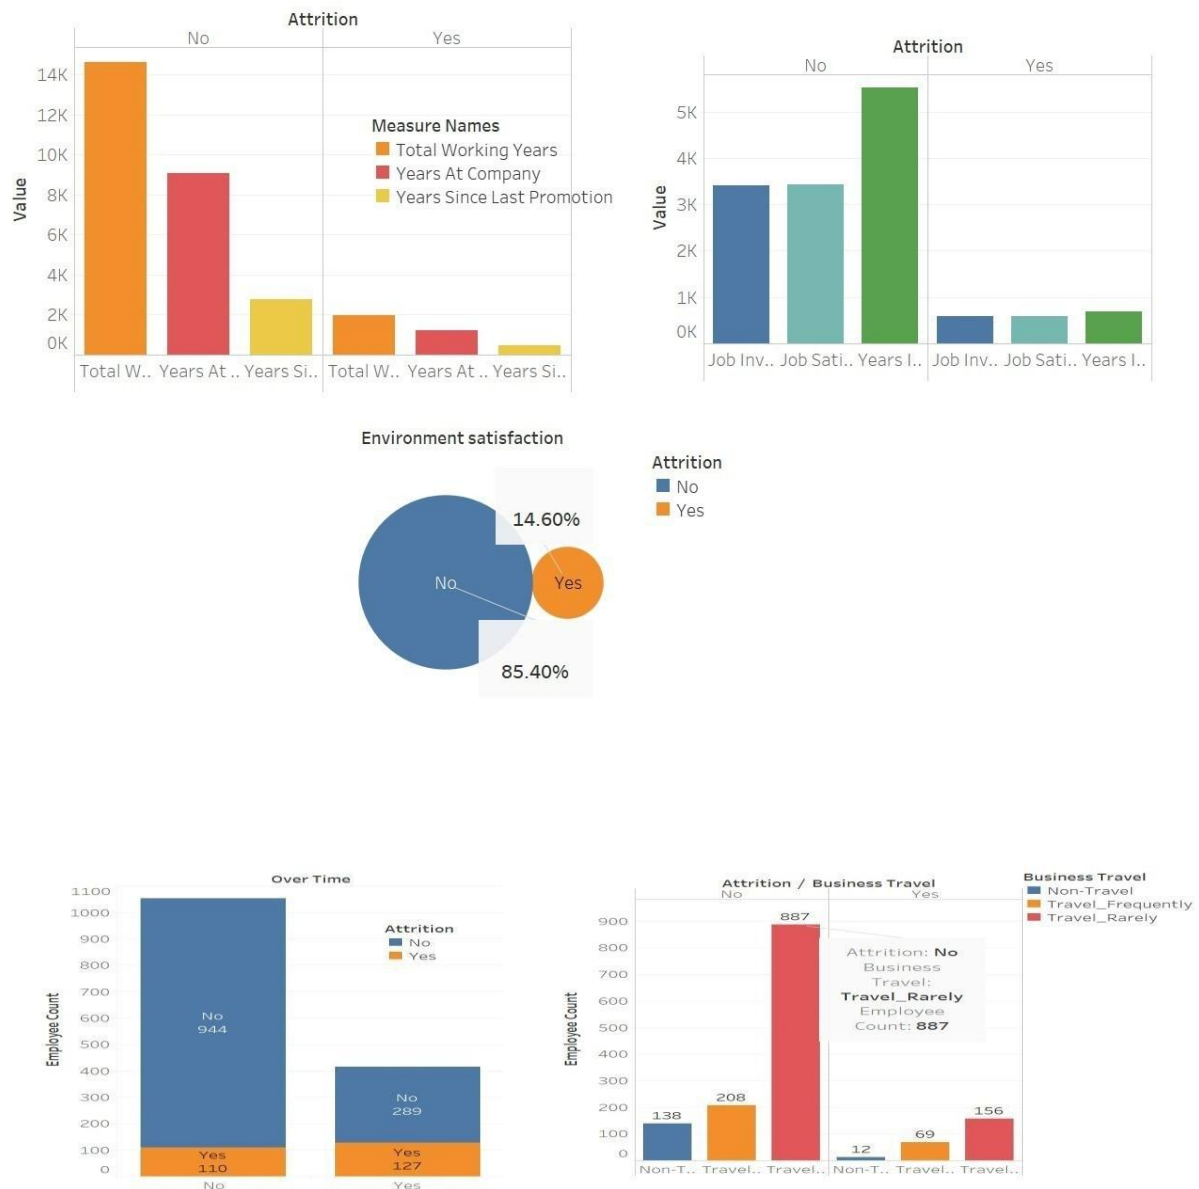 Attrition
No Yes
14K
12K
10K
8K
6K
4K
2K
0K
Value
Measure Names
Total Working Years
Years At Company
Years Since Last Promotion
Total W.. Years At .. Years Si.. Total W.. Years At .. Years Si..
Attrition
No Yes
5K
4K
3K
2K
1K
0K
Value
Job Inv.. Job Sati.. Years I.. Job Inv.. Job Sati.. Years I..
Environment satisfaction
14.60%
No
Yes
85.40%
Attrition
No
Yes
Over Time
1100
1000
900
800
700
600
500
400
300
200
100
0
Employee Count
Attrition
No
Yes
No
944
No
289
Yes
110
Yes
127
No Yes
Attrition / Business Travel
No Yes
900
800
700
600
500
400
300
200
100
0
Employee Count
887
138
208
12
69
156
Attrition: No
Business
Travel:
Travel_Rarely
Employee
Count: 887
Non-T.. Travel.. Travel.. Non-T.. Travel.. Travel..
Business Travel
Non-Travel
Travel_Frequently
Travel_Rarely